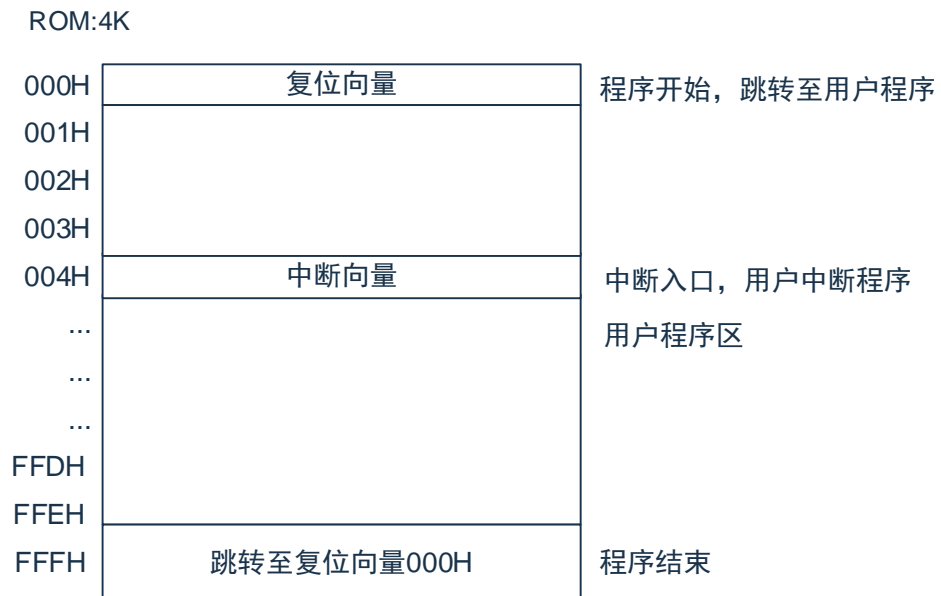 ROM:4K
000H 复位向量 程序开始，跳转至用户程序
001H
002H
003H
004H 中断向量 中断入口，用户中断程序
... 用户程序区
...
...
FFDH
FFEH
FFFH 跳转至复位向量000H 程序结束